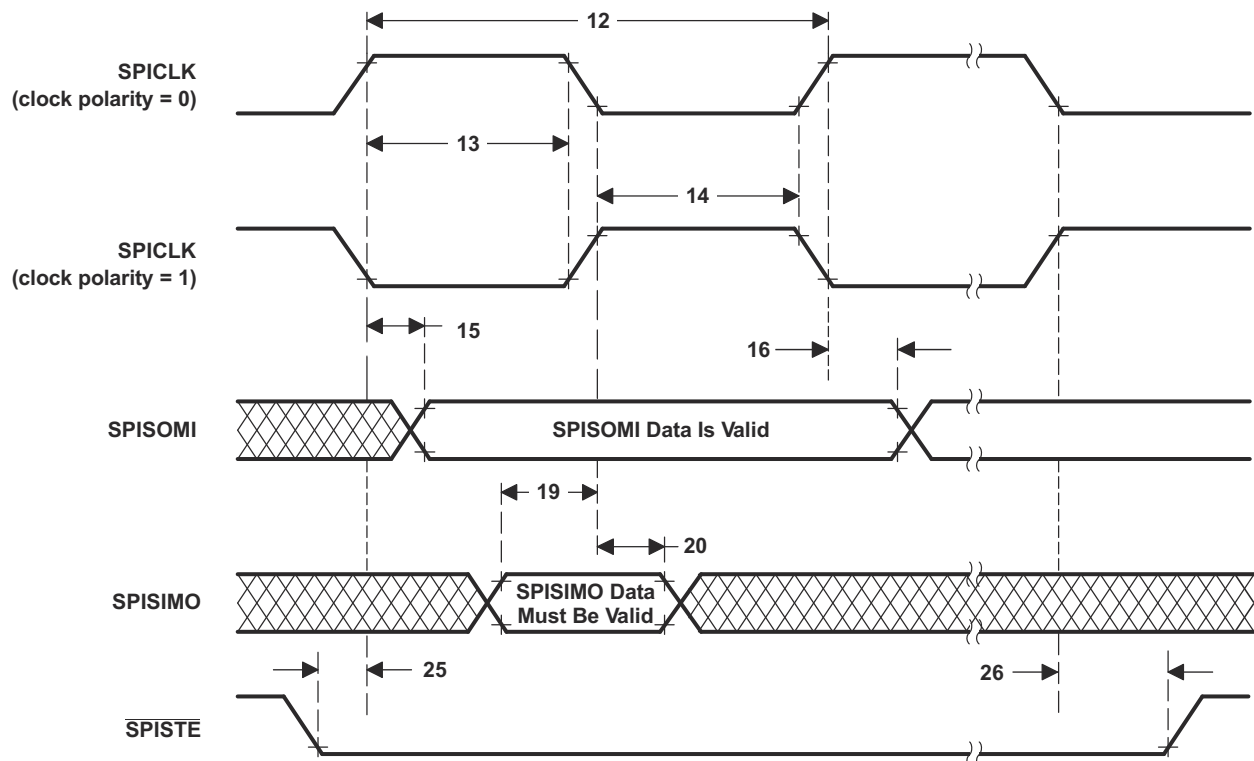 12
SPICLK
(clock polarity = 0)
13
14
SPICLK
(clock polarity = 1)
15
16
SPISOMI
SPISOMI Data Is Valid
19
20
SPISIMO
SPISIMO Data
Must Be Valid
25
26
SPISTE